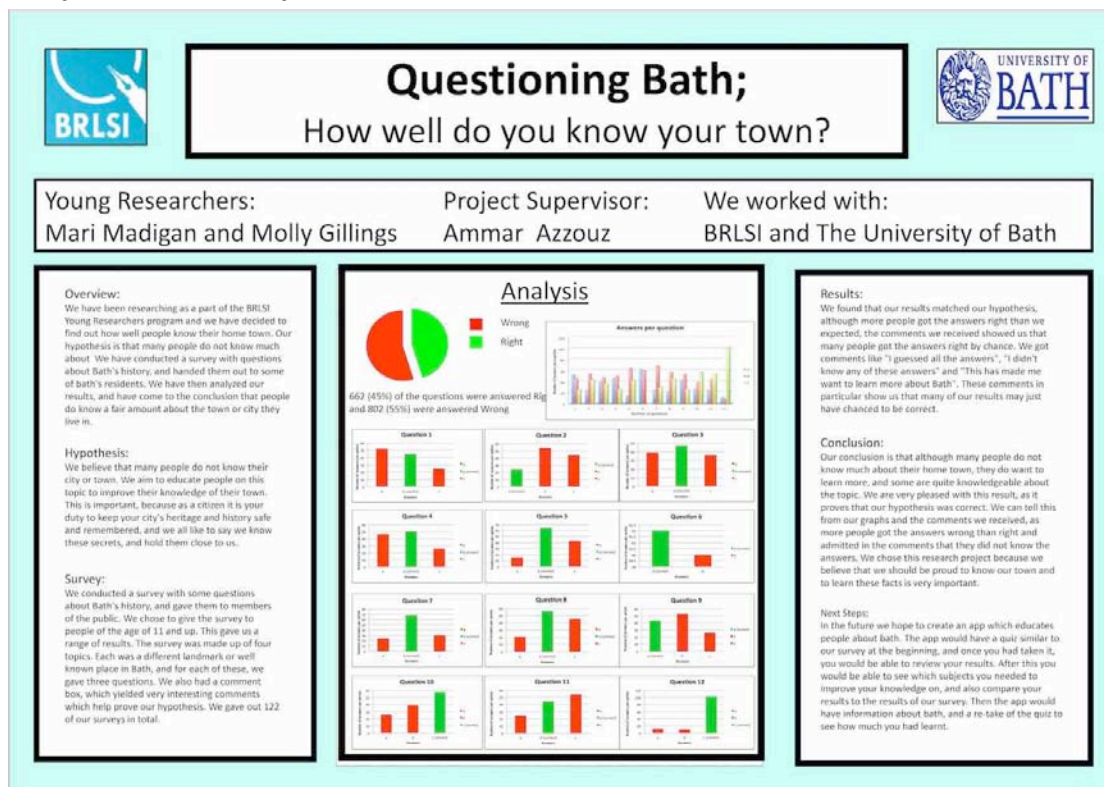 BRLSI
Questioning Bath;
How well do you know your town?
UNIVERSITY OF
BATH
Young Researchers:
Mari Madigan and Molly Gillings
Project Supervisor:
Ammar Azzouz
We worked with:
BRLSI and The University of Bath
Overview:
We have been researching as a part of the BRLSI
Young Researchers program and we have decided to
find out how well people know their home town. Our
hypothesis is that many people do not know much
about We have conducted a survey with questions
about Bath's history, and handed them out to some
of bath's residents. We have then analyzed our
results, and have come to the conclusion that people
do know a fair amount about the town or city they
live in.
Hypothesis:
We believe that many people do not know their
city or town. We aim to educate people on this
topic to improve their knowledge of their town.
This is important, because as a citizen it is your
duty to keep your city's heritage and history safe
and remembered, and we all like to say we know
these secrets, and hold them close to us.
Survey:
We conducted a survey with some questions
about Bath's history, and gave them to members
of the public. We chose to give the survey to
people of the age of 11 and up. This gave us a
range of results. The survey was made up of four
topics. Each was a different landmark or well
known place in Bath, and for each of these, we
gave three questions. We also had a comment
box, which yielded very interesting comments
which help prove our hypothesis. We gave out 122
of our surveys in total.
Analysis
Wrong
Right
662 (45%) of the questions were answered Rig
and 802 (55%) were answered Wrong
Answers per question
Question 1
Question 2
Question 3
Question 4
Question 5
Question 6
Question 7
Question 8
Question 9
Question 10
Question 11
Question 12
Results:
We found that our results matched our hypothesis,
although more people got the answers right than we
expected, the comments we received showed us that
many people got the answers right by chance. We got
comments like "I guessed all the answers", "I didn't
know any of these answers" and "This has made me
want to learn more about Bath". These comments in
particular show us that many of our results may just
have chanced to be correct.
Conclusion:
Our conclusion is that although many people do not
know much about their home town, they do want to
learn more, and some are quite knowledgeable about
the topic. We are very pleased with this result, as it
proves that our hypothesis was correct. We can tell this
from our graphs and the comments we received, as
more people got the answers wrong than right and
admitted in the comments that they did not know the
answers. We chose this research project because we
believe that we should be proud to know our town and
to learn these facts is very important.
Next Steps:
In the future we hope to create an app which educates
people about bath. The app would have a quiz similar to
our survey at the beginning, and once you had taken it,
you would be able to review your results. After this you
would be able to see which subjects you needed to
improve your knowledge on, and also compare your
results to the results of our survey. Then the app would
have information about bath, and a re-take of the quiz to
see how much you had learnt.